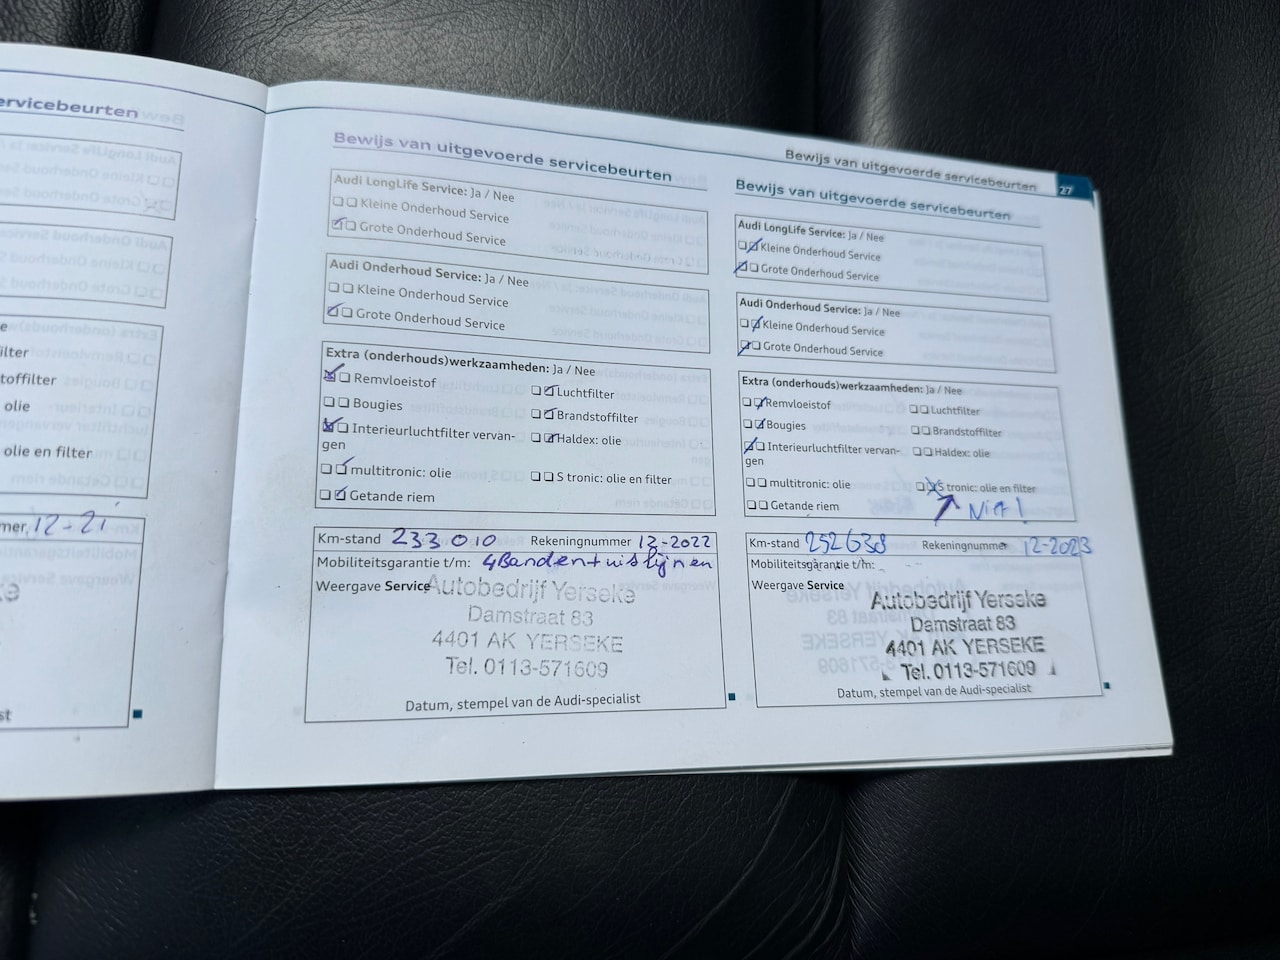 ervicebeurten
ilter
toffilter
olie
olie en filter
mer, 12-21
st
Bewijs van uitgevoerde servicebeurten
Audi LongLife Service: Ja / Nee
Kleine Onderhoud Service
Grote Onderhoud Service
Audi Onderhoud Service: Ja / Nee
Kleine Onderhoud Service
Grote Onderhoud Service
Extra (onderhouds)werkzaamheden: Ja / Nee
Remvloeistof
Luchtfilter
Bougies
Brandstoffilter
Interieurluchtfilter vervan-
gen
Haldex: olie
multitronic: olie
S tronic: olie en filter
Getande riem
Km-stand 233010 Rekeningnummer 12-2022
Mobiliteitsgarantie t/m: 4Banden+uitslijnen
Weergave Service
Autobedrijf Yerseke
Damstraat 83
4401 AK YERSEKE
Tel. 0113-571609
Datum, stempel van de Audi-specialist
Bewijs van uitgevoerde servicebeurten 27
Bewijs van uitgevoerde servicebeurten
Audi LongLife Service: Ja / Nee
Kleine Onderhoud Service
Grote Onderhoud Service
Audi Onderhoud Service: Ja / Nee
Kleine Onderhoud Service
Grote Onderhoud Service
Extra (onderhouds)werkzaamheden: Ja / Nee
Remvloeistof
Luchtfilter
Bougies
Brandstoffilter
Interieurluchtfilter vervan-
gen
Haldex: olie
multitronic: olie
S tronic: olie en filter
Getande riem
Niet!
Km-stand 252638 Rekeningnummer 12-2023
Mobiliteitsgarantie t/m:
Weergave Service
Autobedrijf Yerseke
Damstraat 83
4401 AK YERSEKE
Tel. 0113-571609
Datum, stempel van de Audi-specialist